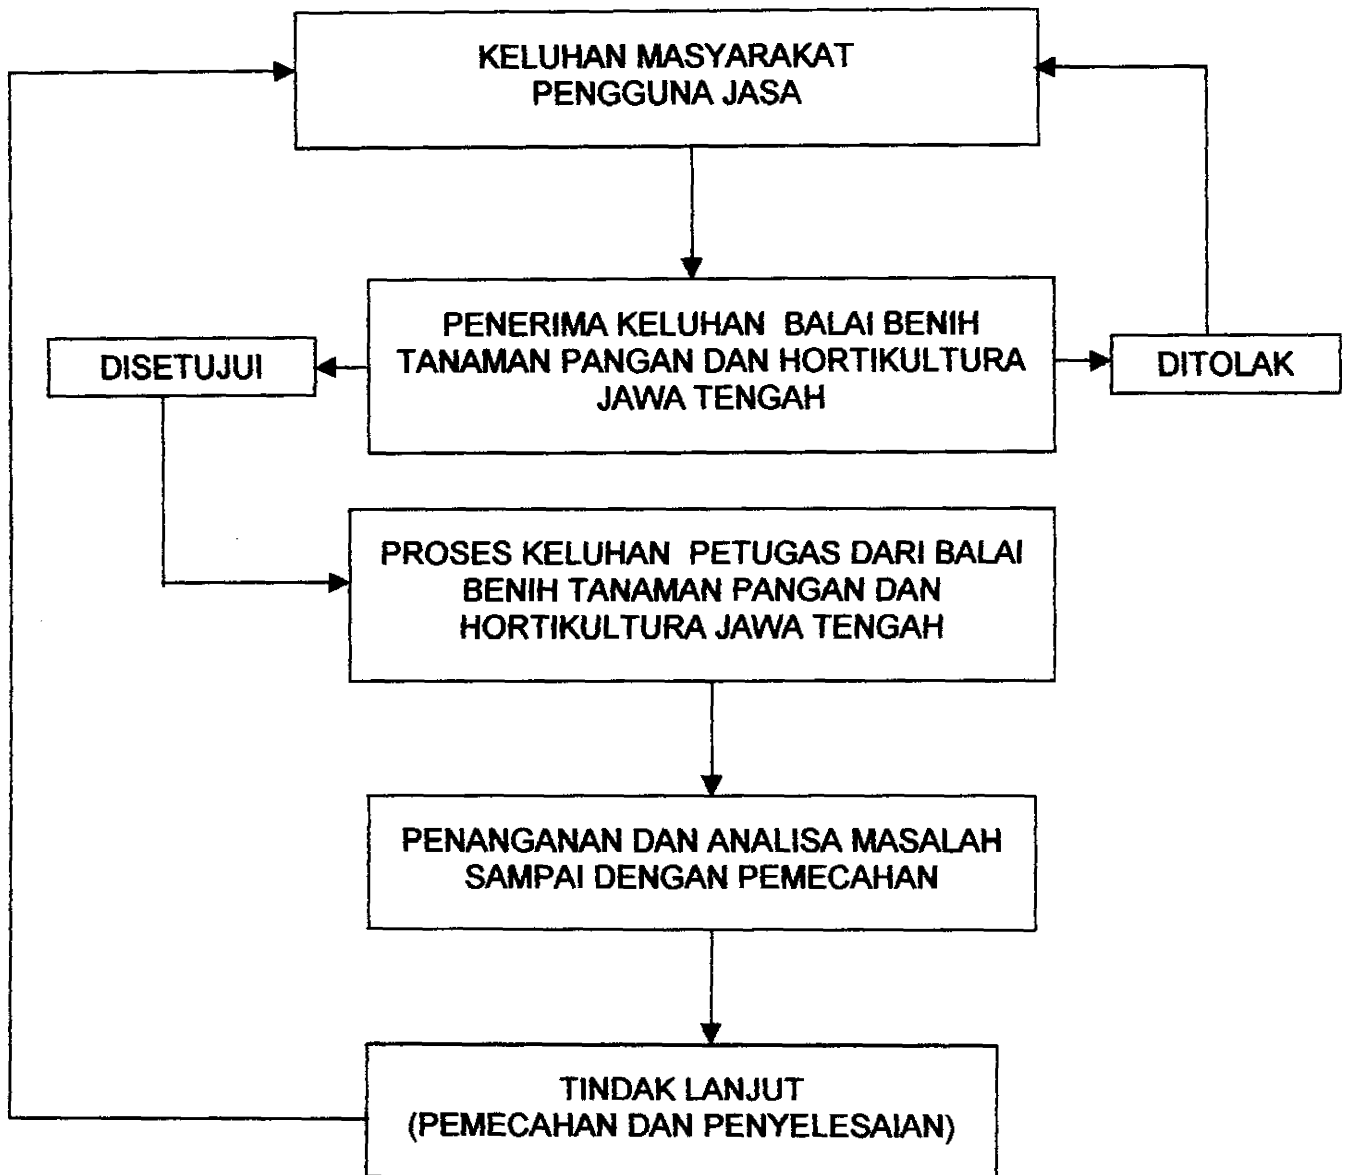 KELUHAN MASYARAKAT
PENGGUNA JASA
PENERIMA KELUHAN BALAI BENIH
TANAMAN PANGAN DAN HORTIKULTURA
JAWA TENGAH
DISETUJUI
DITOLAK
PROSES KELUHAN PETUGAS DARI BALAI
BENIH TANAMAN PANGAN DAN
HORTIKULTURA JAWA TENGAH
PENANGANAN DAN ANALISA MASALAH
SAMPAI DENGAN PEMECAHAN
TINDAK LANJUT
(PEMECAHAN DAN PENYELESAIAN)